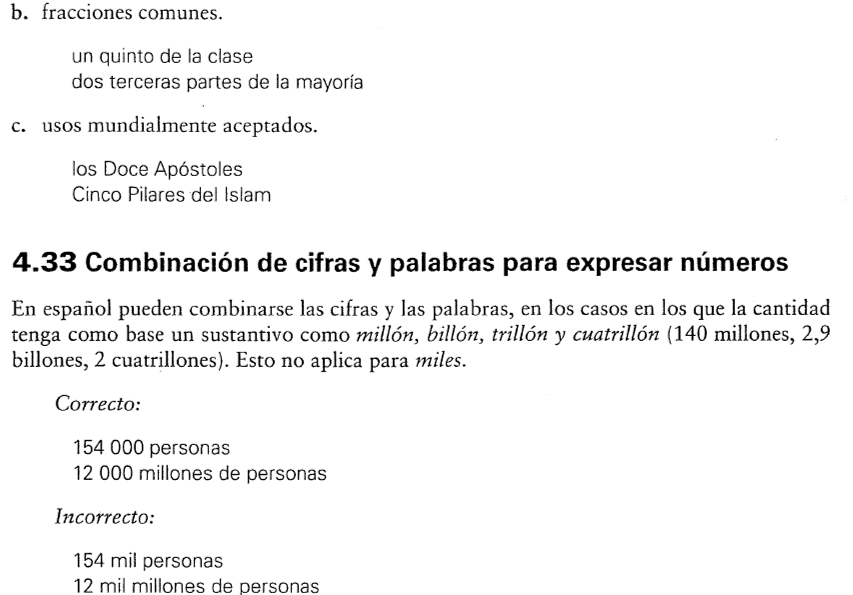 b. fracciones comunes.
un quinto de la clase
dos terceras partes de la mayoría
c. usos mundialmente aceptados.
los Doce Apóstoles
Cinco Pilares del Islam
4.33 Combinación de cifras y palabras para expresar números
En español pueden combinarse las cifras y las palabras, en los casos en los que la cantidad
tenga como base un sustantivo como millón, billón, trillón y cuatrillón (140 millones, 2,9
billones, 2 cuatrillones). Esto no aplica para miles.
Correcto:
154 000 personas
12 000 millones de personas
Incorrecto:
154 mil personas
12 mil millones de personas